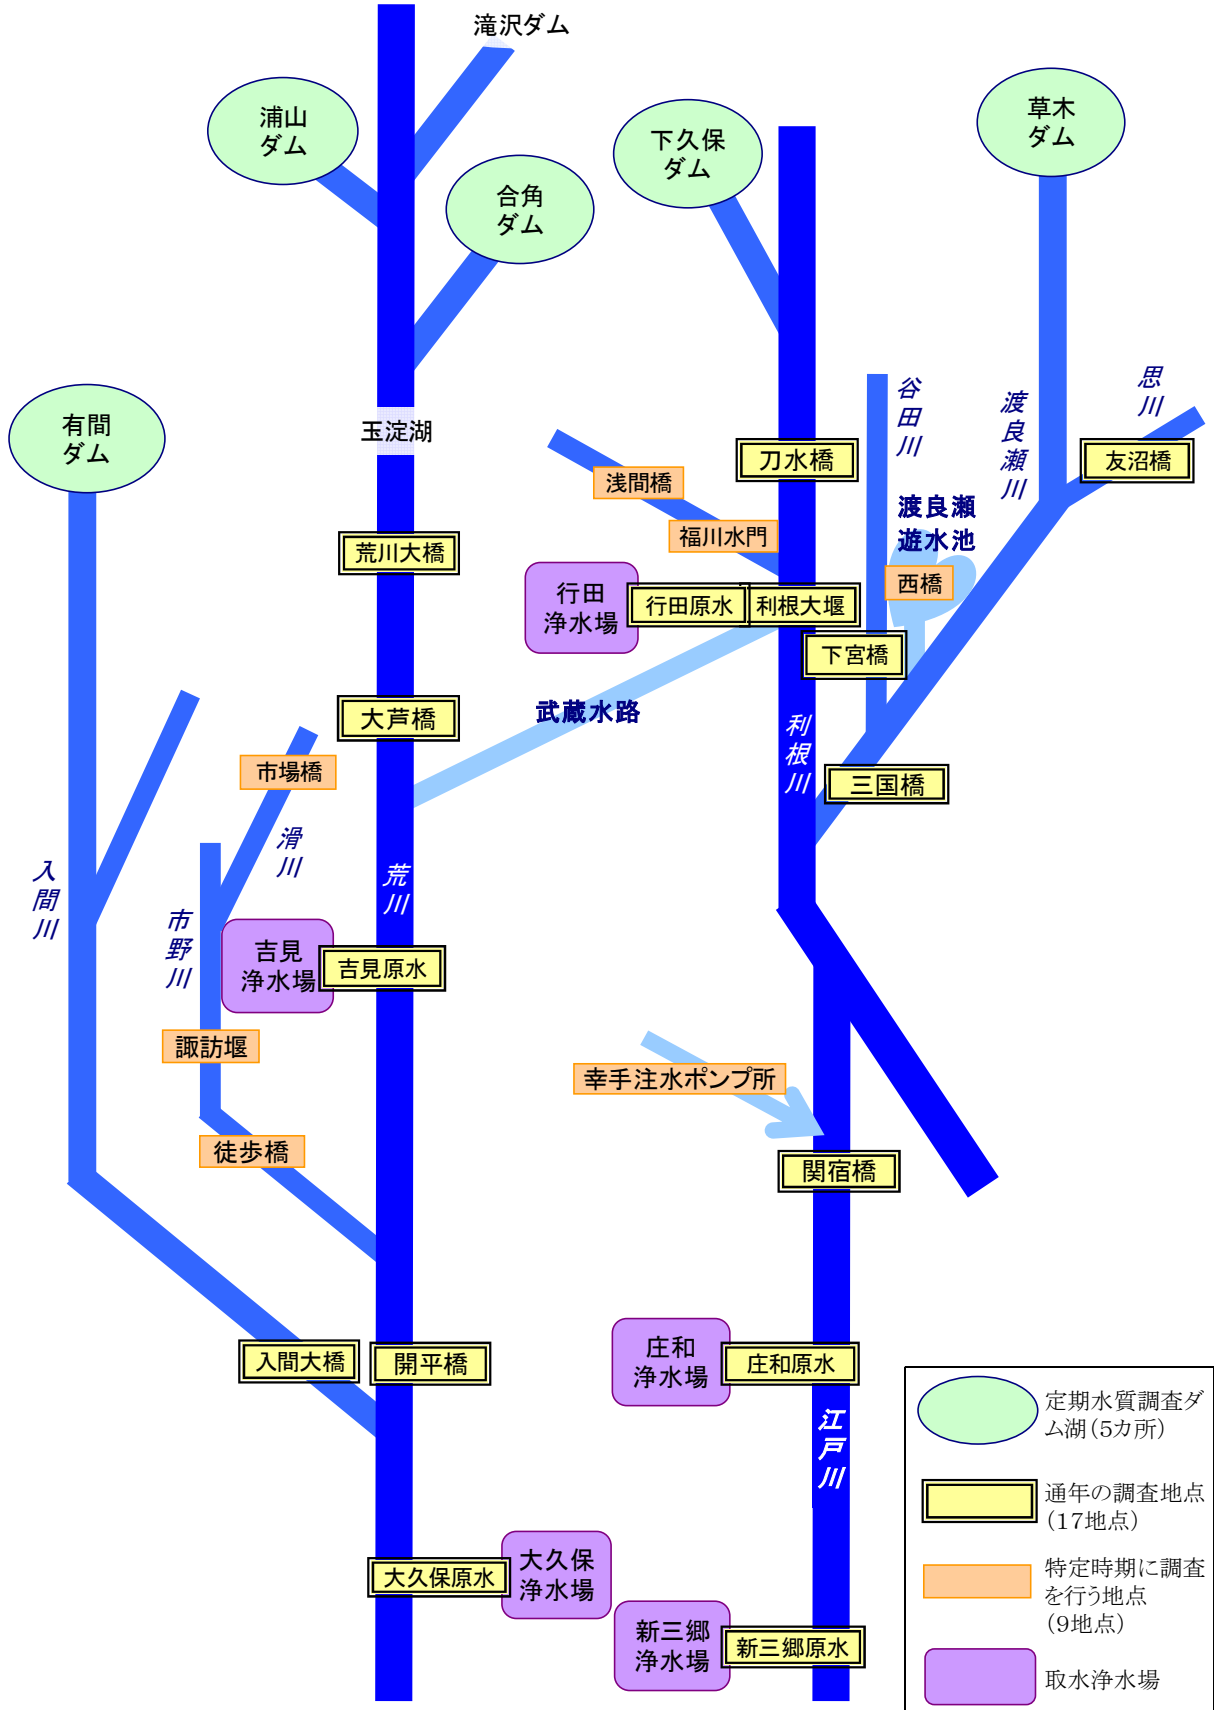 滝沢ダム
浦山
ダム
合角
ダム
下久保
ダム
草木
ダム
有間
ダム
玉淀湖
荒川大橋
大芦橋
武蔵水路
市場橋
滑川
入間川
市野川
荒川
吉見
浄水場
吉見原水
諏訪堰
徒歩橋
入間大橋
開平橋
大久保原水
大久保
浄水場
刀水橋
浅間橋
福川水門
行田
浄水場
行田原水
利根大堰
谷田川
渡良瀬川
思川
友沼橋
渡良瀬
遊水池
西橋
下宮橋
利根川
三国橋
幸手注水ポンプ所
関宿橋
庄和
浄水場
庄和原水
江戸川
新三郷
浄水場
新三郷原水
定期水質調査ダ
ム湖(5カ所)
通年の調査地点
(17地点)
特定時期に調査
を行う地点
(9地点)
取水浄水場